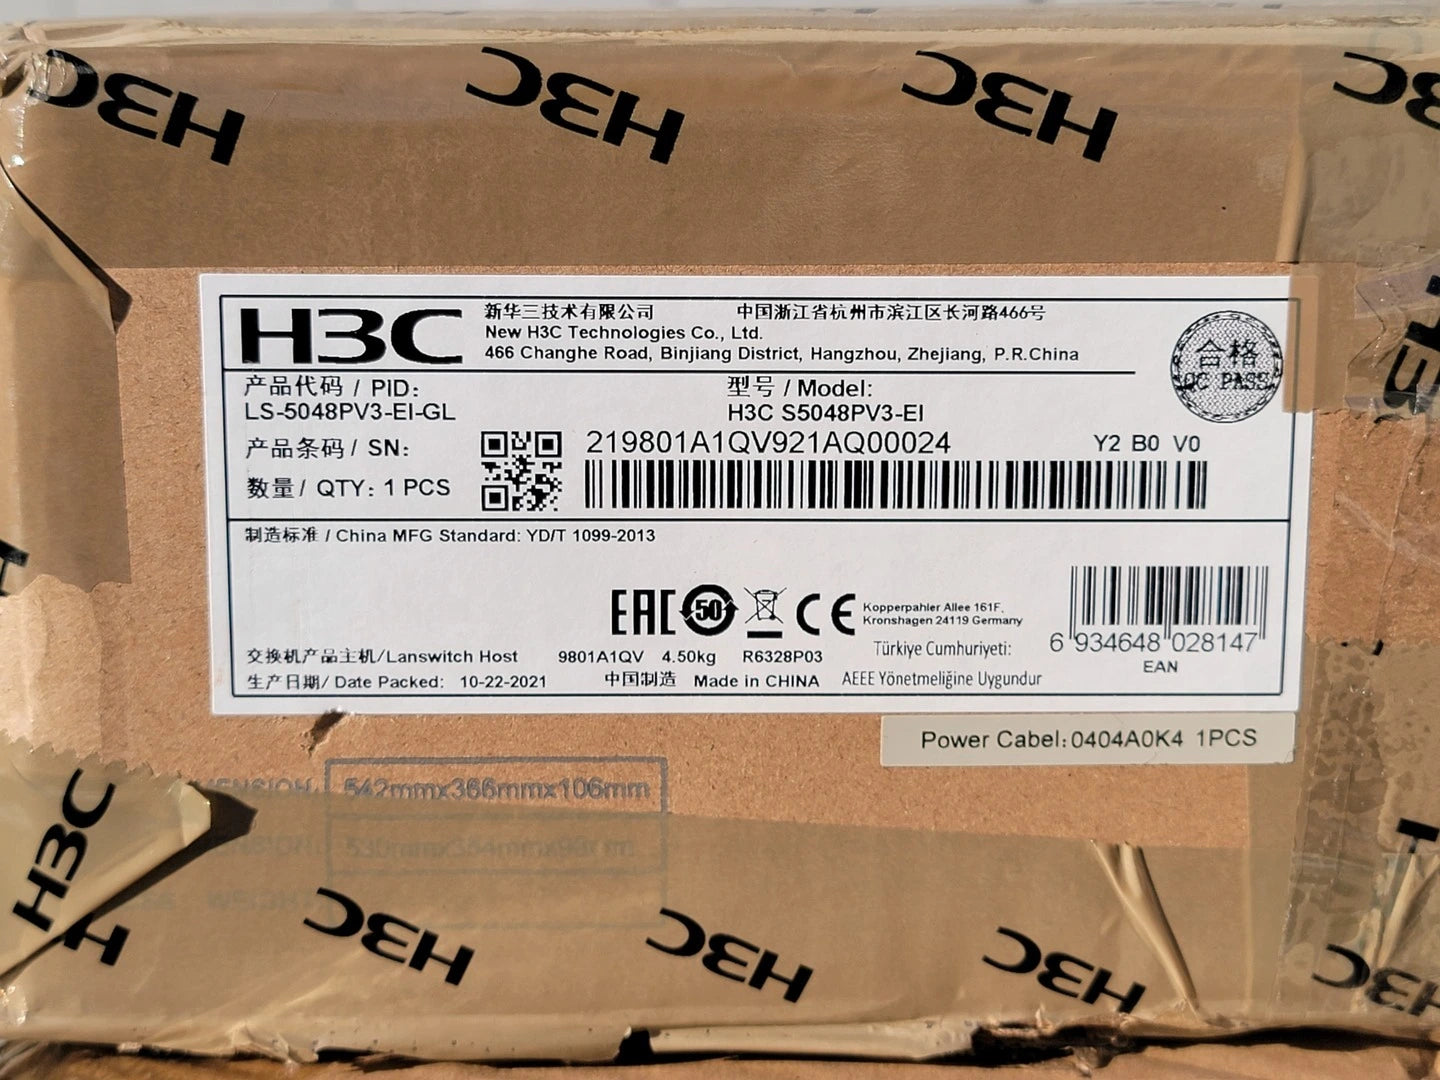 H3C H3C H3C H3C
H3C
新华三技术有限公司 中国浙江省杭州市滨江区长河路466号
New H3C Technologies Co., Ltd.
466 Changhe Road, Binjiang District, Hangzhou, Zhejiang, P.R.China
合格
QC PASS
产品代码 / PID:
LS-5048PV3-EI-GL
型号 / Model:
H3C S5048PV3-EI
产品条码 / SN:
219801A1QV921AQ00024 Y2 B0 V0
数量 / QTY: 1 PCS
制造标准 / China MFG Standard: YD/T 1099-2013
EAC 50 CE
Kopperpahler Allee 161F,
Kronshagen 24119 Germany
Türkiye Cumhuriyeti:
AEEE Yönetmeliğine Uygundur
6 934648 028147
EAN
交换机产品主机/Lanswitch Host 9801A1QV 4.50kg R6328P03
生产日期/ Date Packed: 10-22-2021 中国制造 Made in CHINA
Power Cabel:0404A0K4 1PCS
542mmx366mmx106mm
H3C
H3C H3C H3C H3C